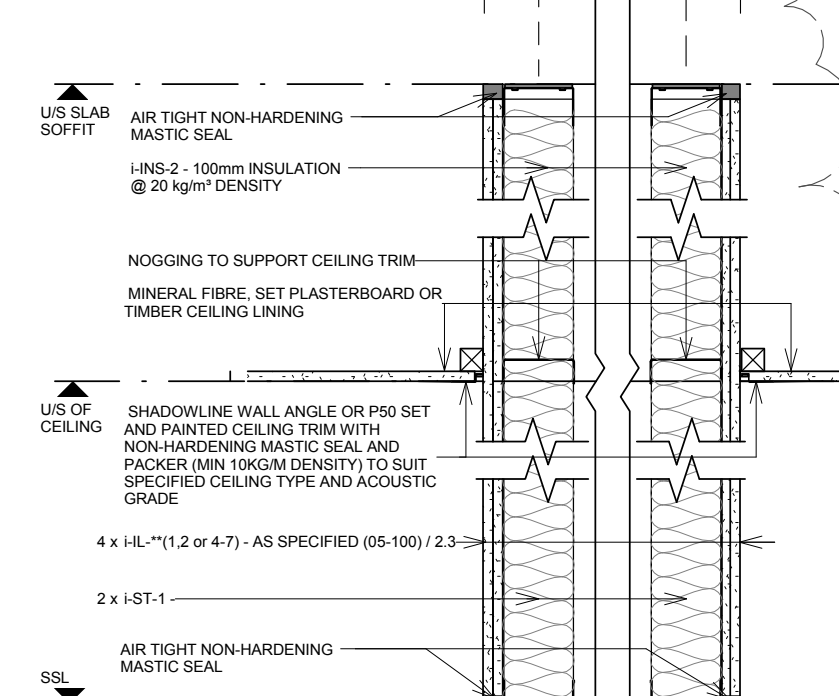 U/S SLAB
SOFFIT
AIR TIGHT NON-HARDENING
MASTIC SEAL
i-INS-2 - 100mm INSULATION
@ 20 kg/m³ DENSITY
NOGGING TO SUPPORT CEILING TRIM
MINERAL FIBRE, SET PLASTERBOARD OR
TIMBER CEILING LINING
U/S OF
CEILING
SHADOWLINE WALL ANGLE OR P50 SET
AND PAINTED CEILING TRIM WITH
NON-HARDENING MASTIC SEAL AND
PACKER (MIN 10KG/M DENSITY) TO SUIT
SPECIFIED CEILING TYPE AND ACOUSTIC
GRADE
4 x i-IL-**(1,2 or 4-7) - AS SPECIFIED (05-100) / 2.3
2 x i-ST-1 -
AIR TIGHT NON-HARDENING
MASTIC SEAL
SSL